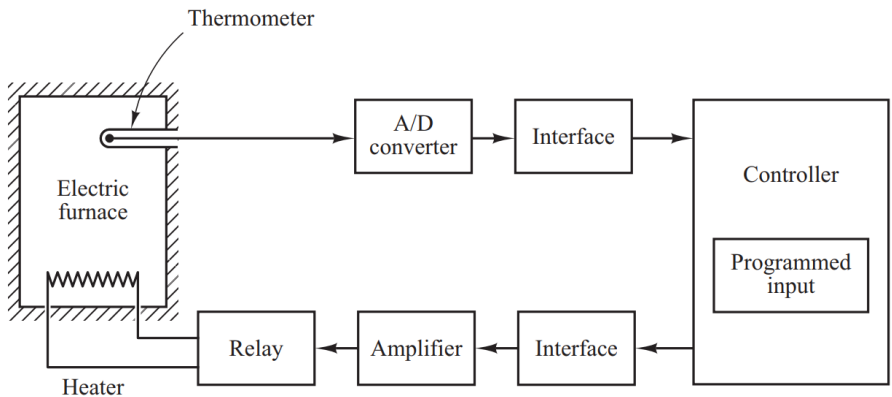 Thermometer
A/D
converter
Interface
Controller
Electric
furnace
Programmed
input
Relay
Amplifier
Interface
Heater